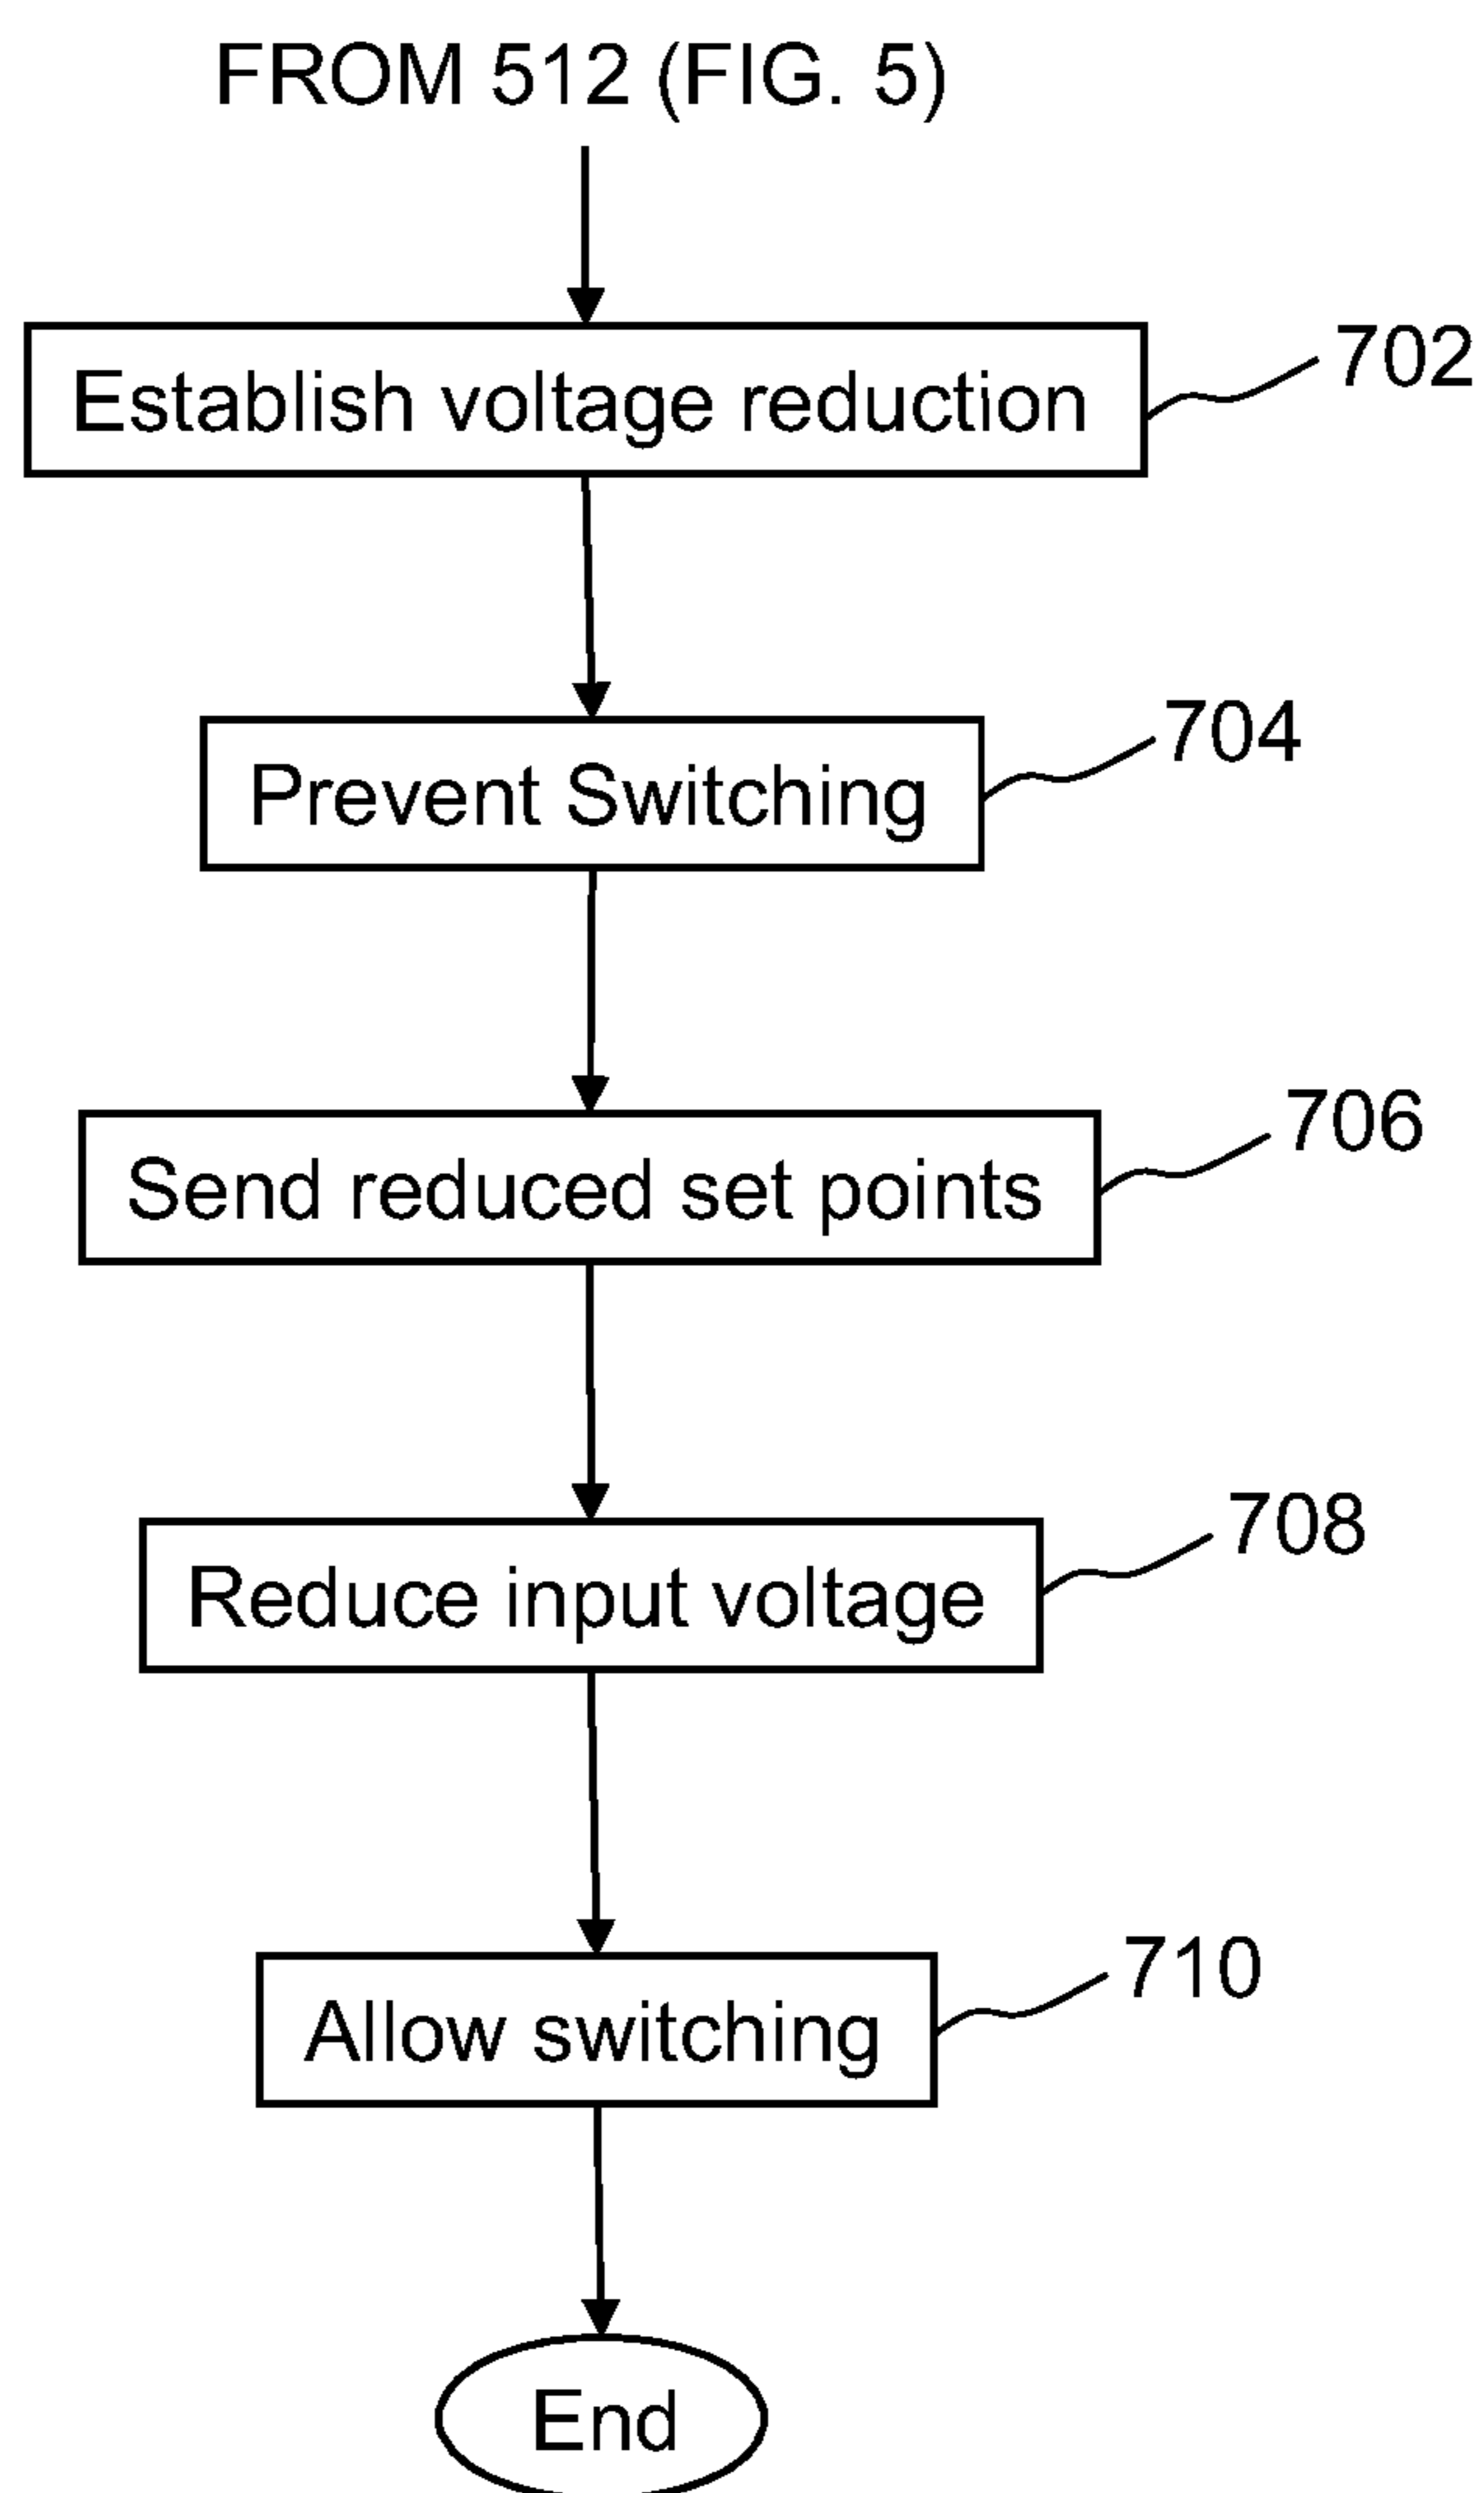 FROM 512 (FIG. 5)
Establish voltage reduction
702
Prevent Switching
704
Send reduced set points
706
Reduce input voltage
708
Allow switching
710
End